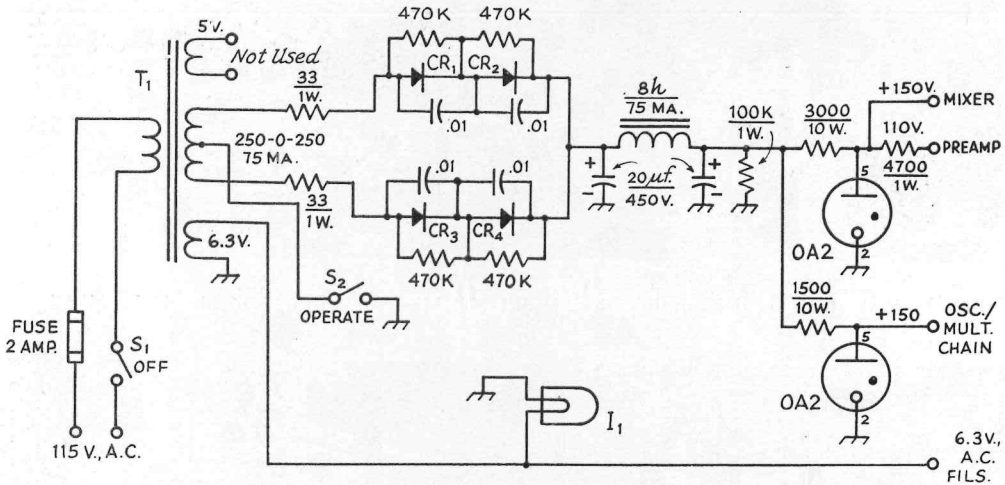 470K 470K
5V.
Not Used
T1
CR1 CR2
33
1W.
.01 .01
250-0-250
75 MA.
8h
75 MA.
100K
1W.
3000
10 W.
+150V.
MIXER
110V.
PREAMP
4700
1W.
.01 .01
33
1W.
+ +
- -
20µf.
450V.
5
OA2
2
CR3 CR4
6.3V.
470K 470K
S2
OPERATE
1500
10W.
+150
OSC./
MULT.
CHAIN
5
FUSE
2 AMP.
S1
OFF
OA2
2
I1
115 V., A.C.
6.3V.,
A.C.
FILS.